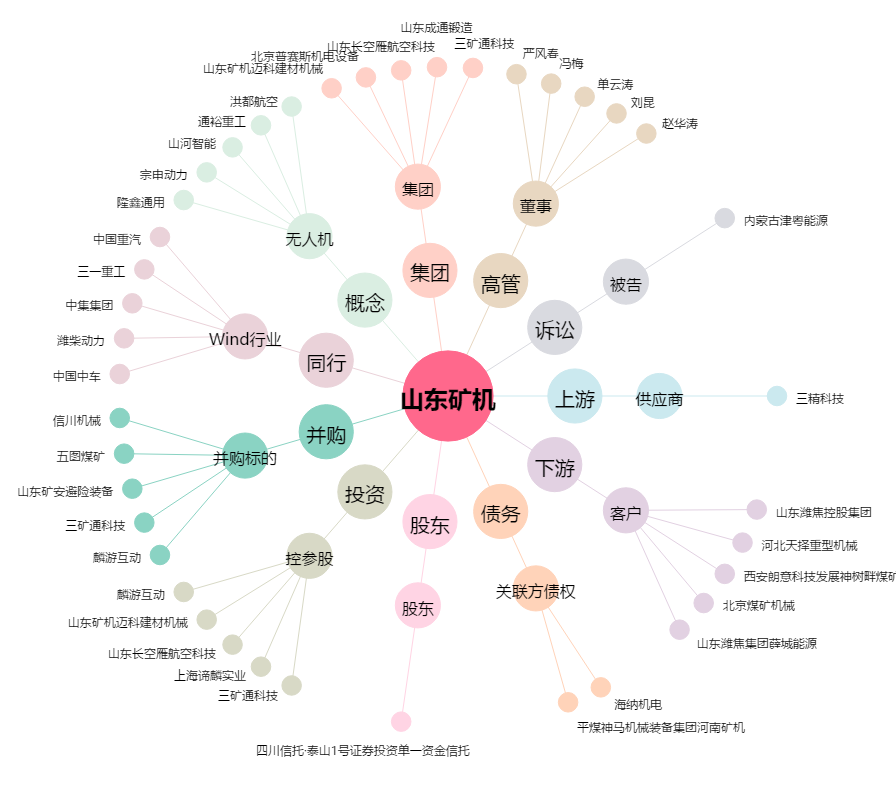 山东成通锻造
三矿通科技
山东长空雁航空科技
北京普赛斯机电设备
山东矿机迈科建材机械
严风春
冯梅
单云涛
刘昆
赵华涛
洪都航空
通裕重工
山河智能
宗申动力
隆鑫通用
集团
董事
无人机
内蒙古津粤能源
中国重汽
三一重工
中集集团
潍柴动力
中国中车
集团
高管
被告
概念
诉讼
Wind行业
同行
山东矿机
上游
供应商
三精科技
信川机械
五图煤矿
山东矿安避险装备
三矿通科技
麟游互动
并购
并购标的
下游
投资
股东
债务
客户
山东潍焦控股集团
河北天择重型机械
西安朗意科技发展神树畔煤矿
北京煤矿机械
山东潍焦集团薛城能源
控参股
关联方债权
股东
麟游互动
山东矿机迈科建材机械
山东长空雁航空科技
上海谛麟实业
三矿通科技
海纳机电
平煤神马机械装备集团河南矿机
四川信托·泰山1号证券投资单一资金信托